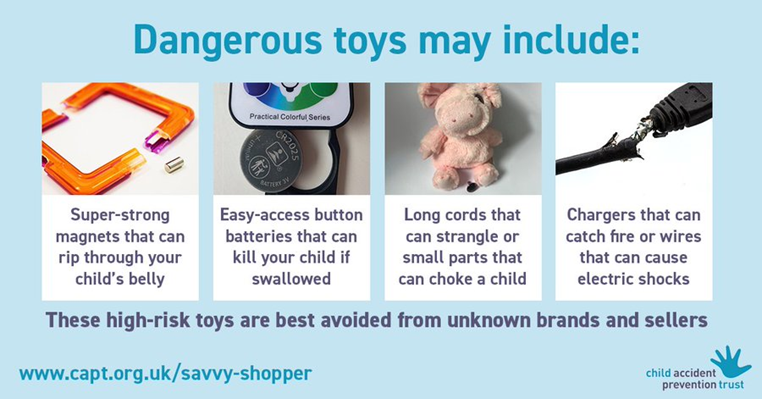 Dangerous toys may include:
Practical Colorful Series
CR2025
BATTERY 3V
Super-strong
magnets that can
rip through your
child's belly
Easy-access button
batteries that can
kill your child if
swallowed
Long cords that
can strangle or
small parts that
can choke a child
Chargers that can
catch fire or wires
that can cause
electric shocks
These high-risk toys are best avoided from unknown brands and sellers
www.capt.org.uk/savvy-shopper
child accident
prevention trust